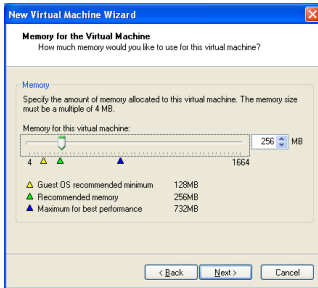 New Virtual Machine Wizard
Memory for the Virtual Machine
How much memory would you like to use for this virtual machine?
Memory
Specify the amount of memory allocated to this virtual machine. The memory size
must be a multiple of 4 MB.
Memory for this virtual machine:
256 MB
4 1664
Guest OS recommended minimum 128MB
Recommended memory 256MB
Maximum for best performance 732MB
< Back Next > Cancel